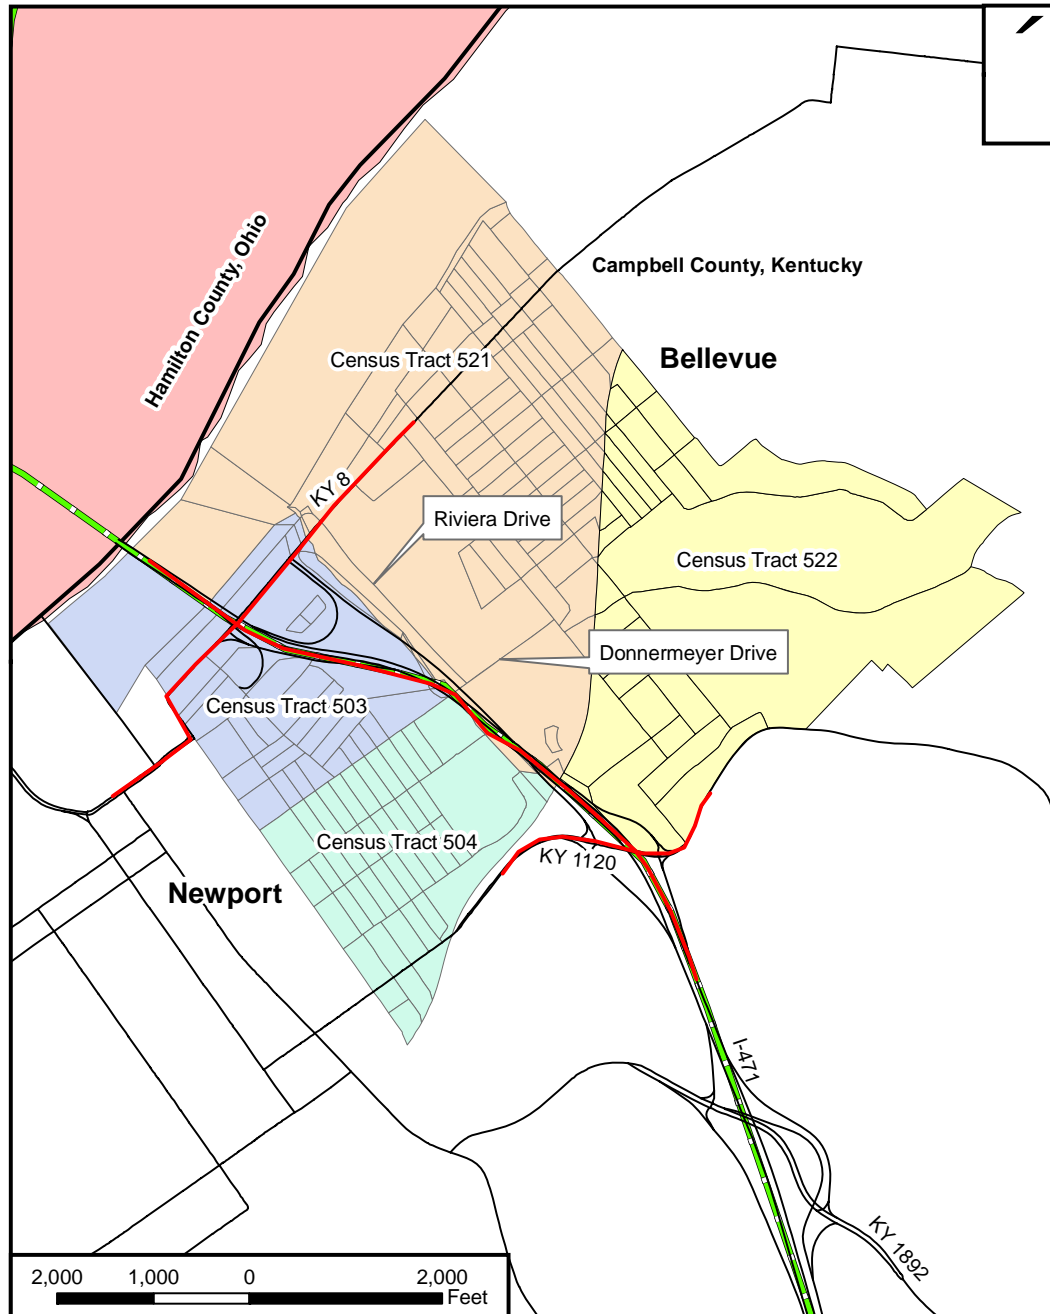 Hamilton County, Ohio
Campbell County, Kentucky
Census Tract 521
Bellevue
KY 8
Riviera Drive
Census Tract 522
Donnermeyer Drive
Census Tract 503
Census Tract 504
KY 1120
Newport
I-471
KY 1892
2,000 1,000 0 2,000
Feet